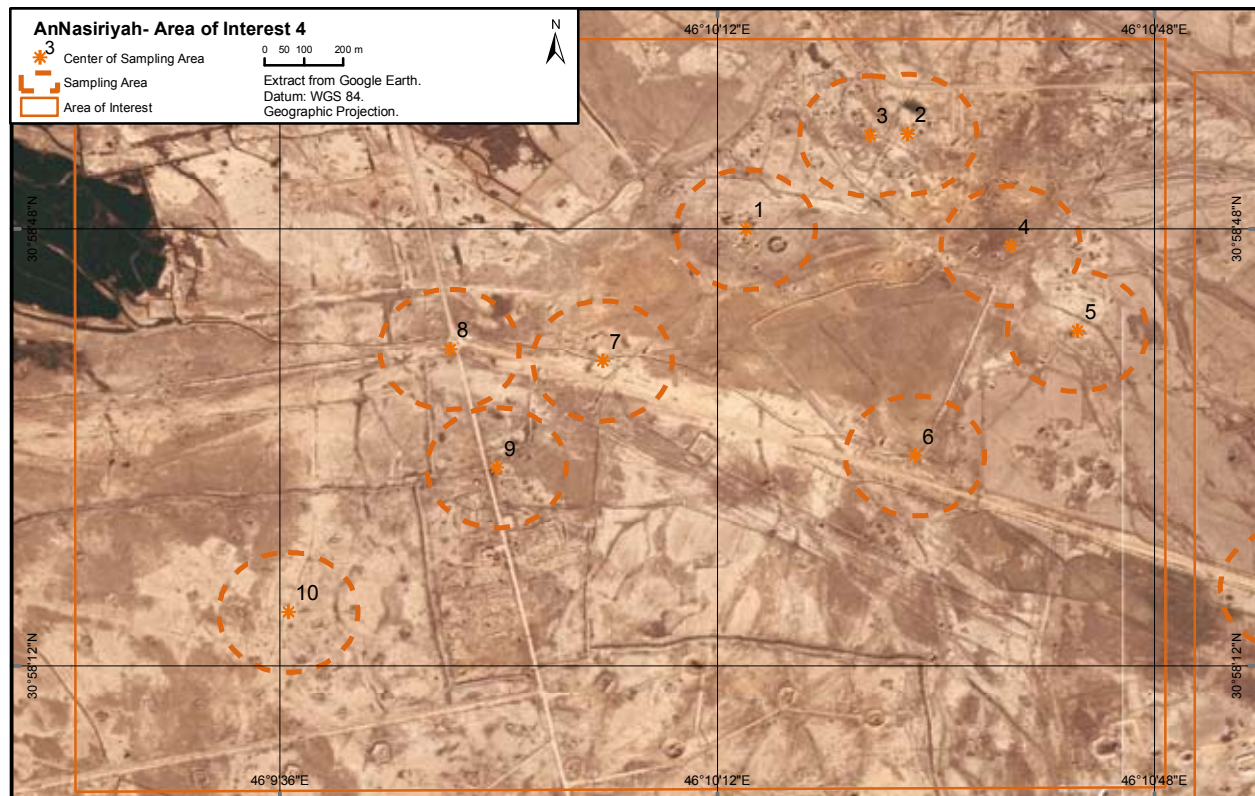 AnNasiriyah- Area of Interest 4
3
Center of Sampling Area
Sampling Area
Area of Interest
0 50 100 200 m
Extract from Google Earth.
Datum: WGS 84.
Geographic Projection.
N
46°10'12"E
46°10'48"E
3
2
1
30°58'48"N
30°58'48"N
4
5
8
7
6
9
10
30°58'12"N
30°58'12"N
46°9'36"E
46°10'12"E
46°10'48"E